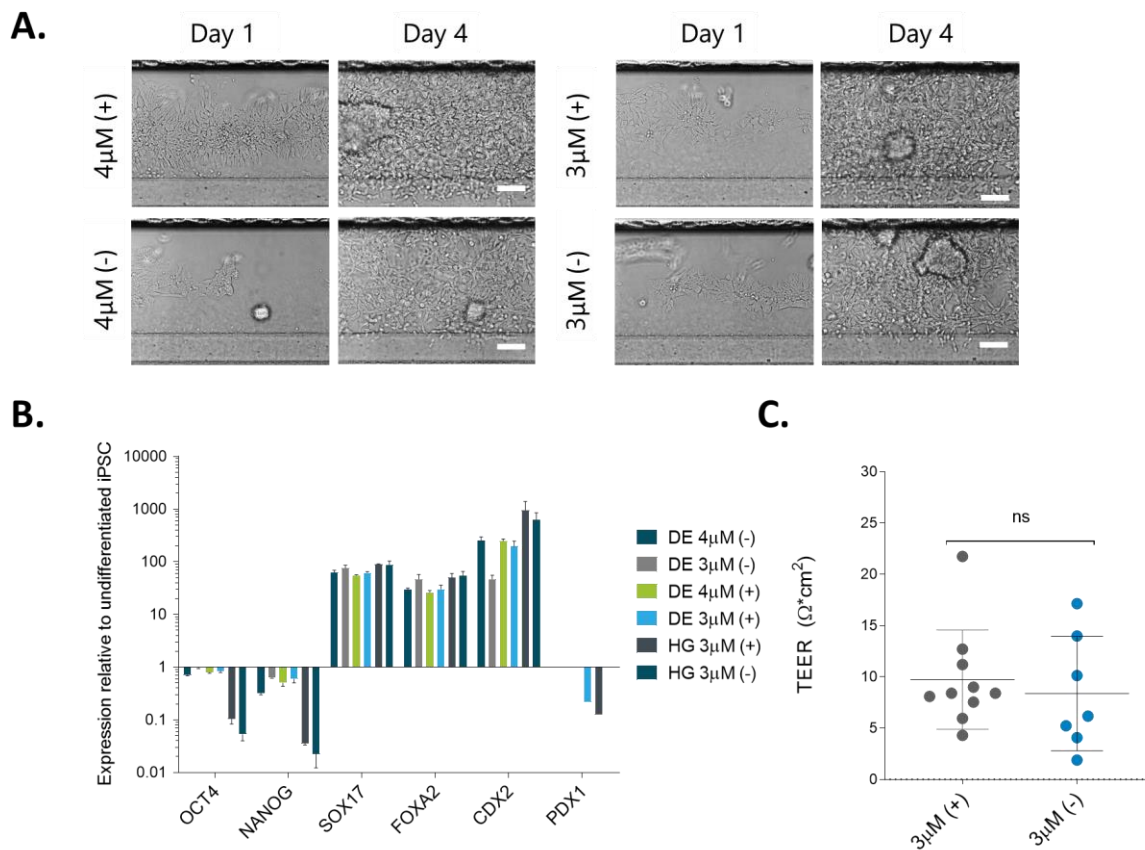 A.
Day 1 Day 4 Day 1 Day 4
4μM (+) 3μM (+)
4μM (-) 3μM (-)
B. C.
Expression relative to undifferentiated iPSC
10000
1000
100
10
1
0.1
0.01
OCT4 NANOG SOX17 FOXA2 CDX2 PDX1
DE 4μM (-)
DE 3μM (-)
DE 4μM (+)
DE 3μM (+)
HG 3μM (+)
HG 3μM (-)
TEER (Ω*cm2)
30
25
20
15
10
5
0
ns
3μM (+) 3μM (-)